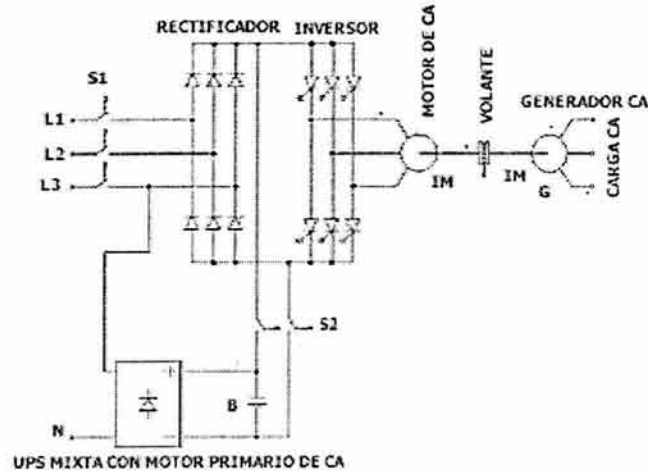 RECTIFICADOR INVERSOR
S1
L1
L2
L3
MOTOR DE CA
VOLANTE
GENERADOR CA
CARGA CA
IM
IM
G
S2
B
N
+
UPS MIXTA CON MOTOR PRIMARIO DE CA